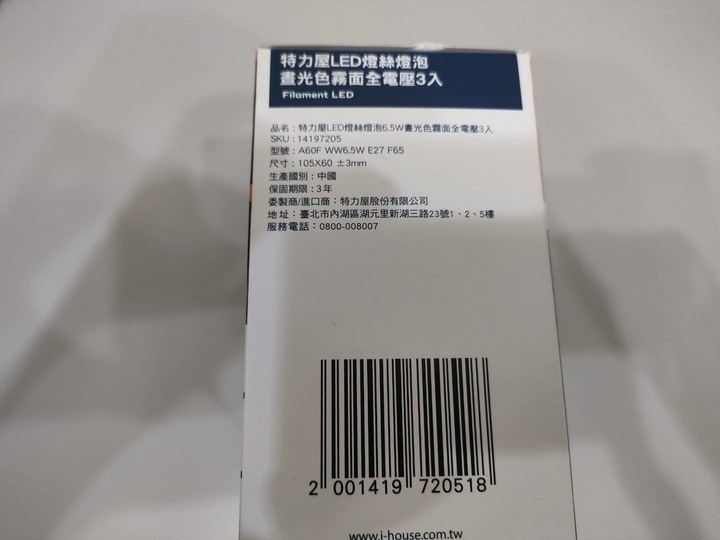 特力屋LED燈絲燈泡
晝光色霧面全電壓3入
Filament LED
品名：特力屋LED燈絲燈泡6.5W晝光色霧面全電壓3入
SKU：14197205
型號：A60F WW6.5W E27 F65
尺寸：105X60 ±3mm
生產國別：中國
保固期限：3年
委製商/進口商：特力屋股份有限公司
地址：臺北市內湖區湖元里新湖三路23號1、2、5樓
服務電話：0800-008007
2 001419 720518
www.i-house.com.tw